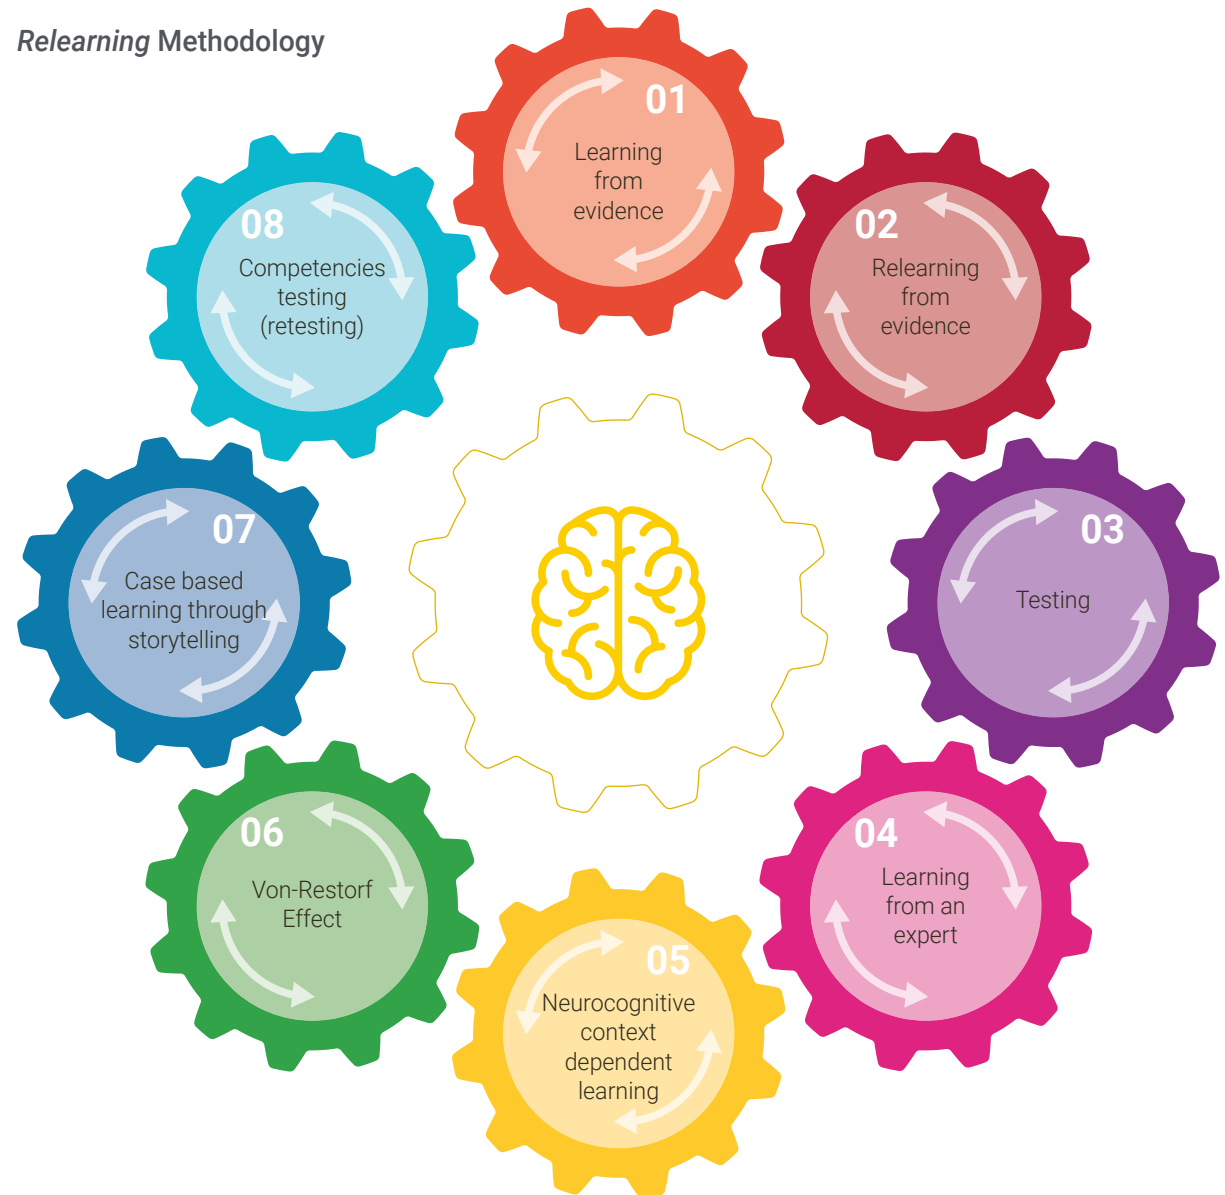 Relearning Methodology
01
Learning
from
evidence
02
Relearning
from
evidence
03
Testing
04
Learning
from an
expert
05
Neurocognitive
context
dependent
learning
06
Von-Restorf
Effect
07
Case based
learning through
storytelling
08
Competencies
testing
(retesting)